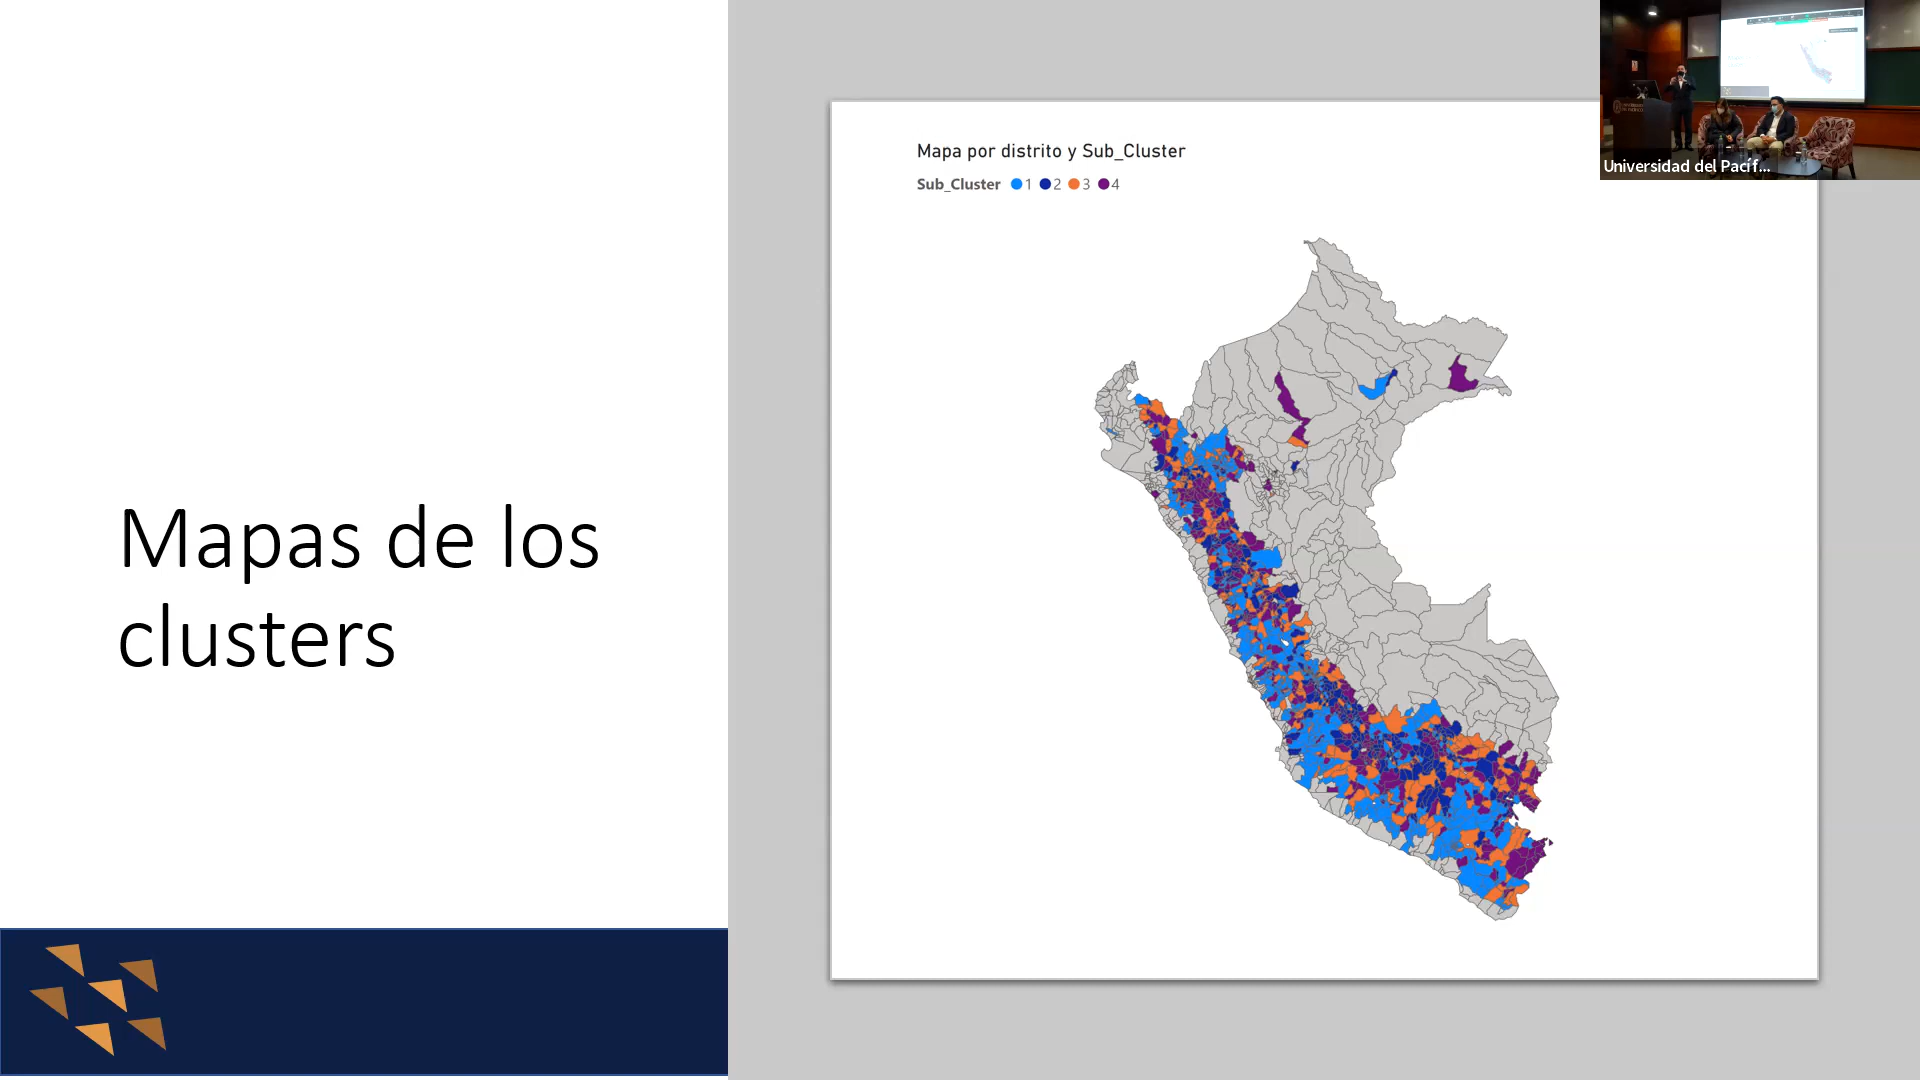 Mapas de los
clusters
Mapa por distrito y Sub_Cluster
Sub_Cluster 1 2 3 4
Universidad del Pacíf...